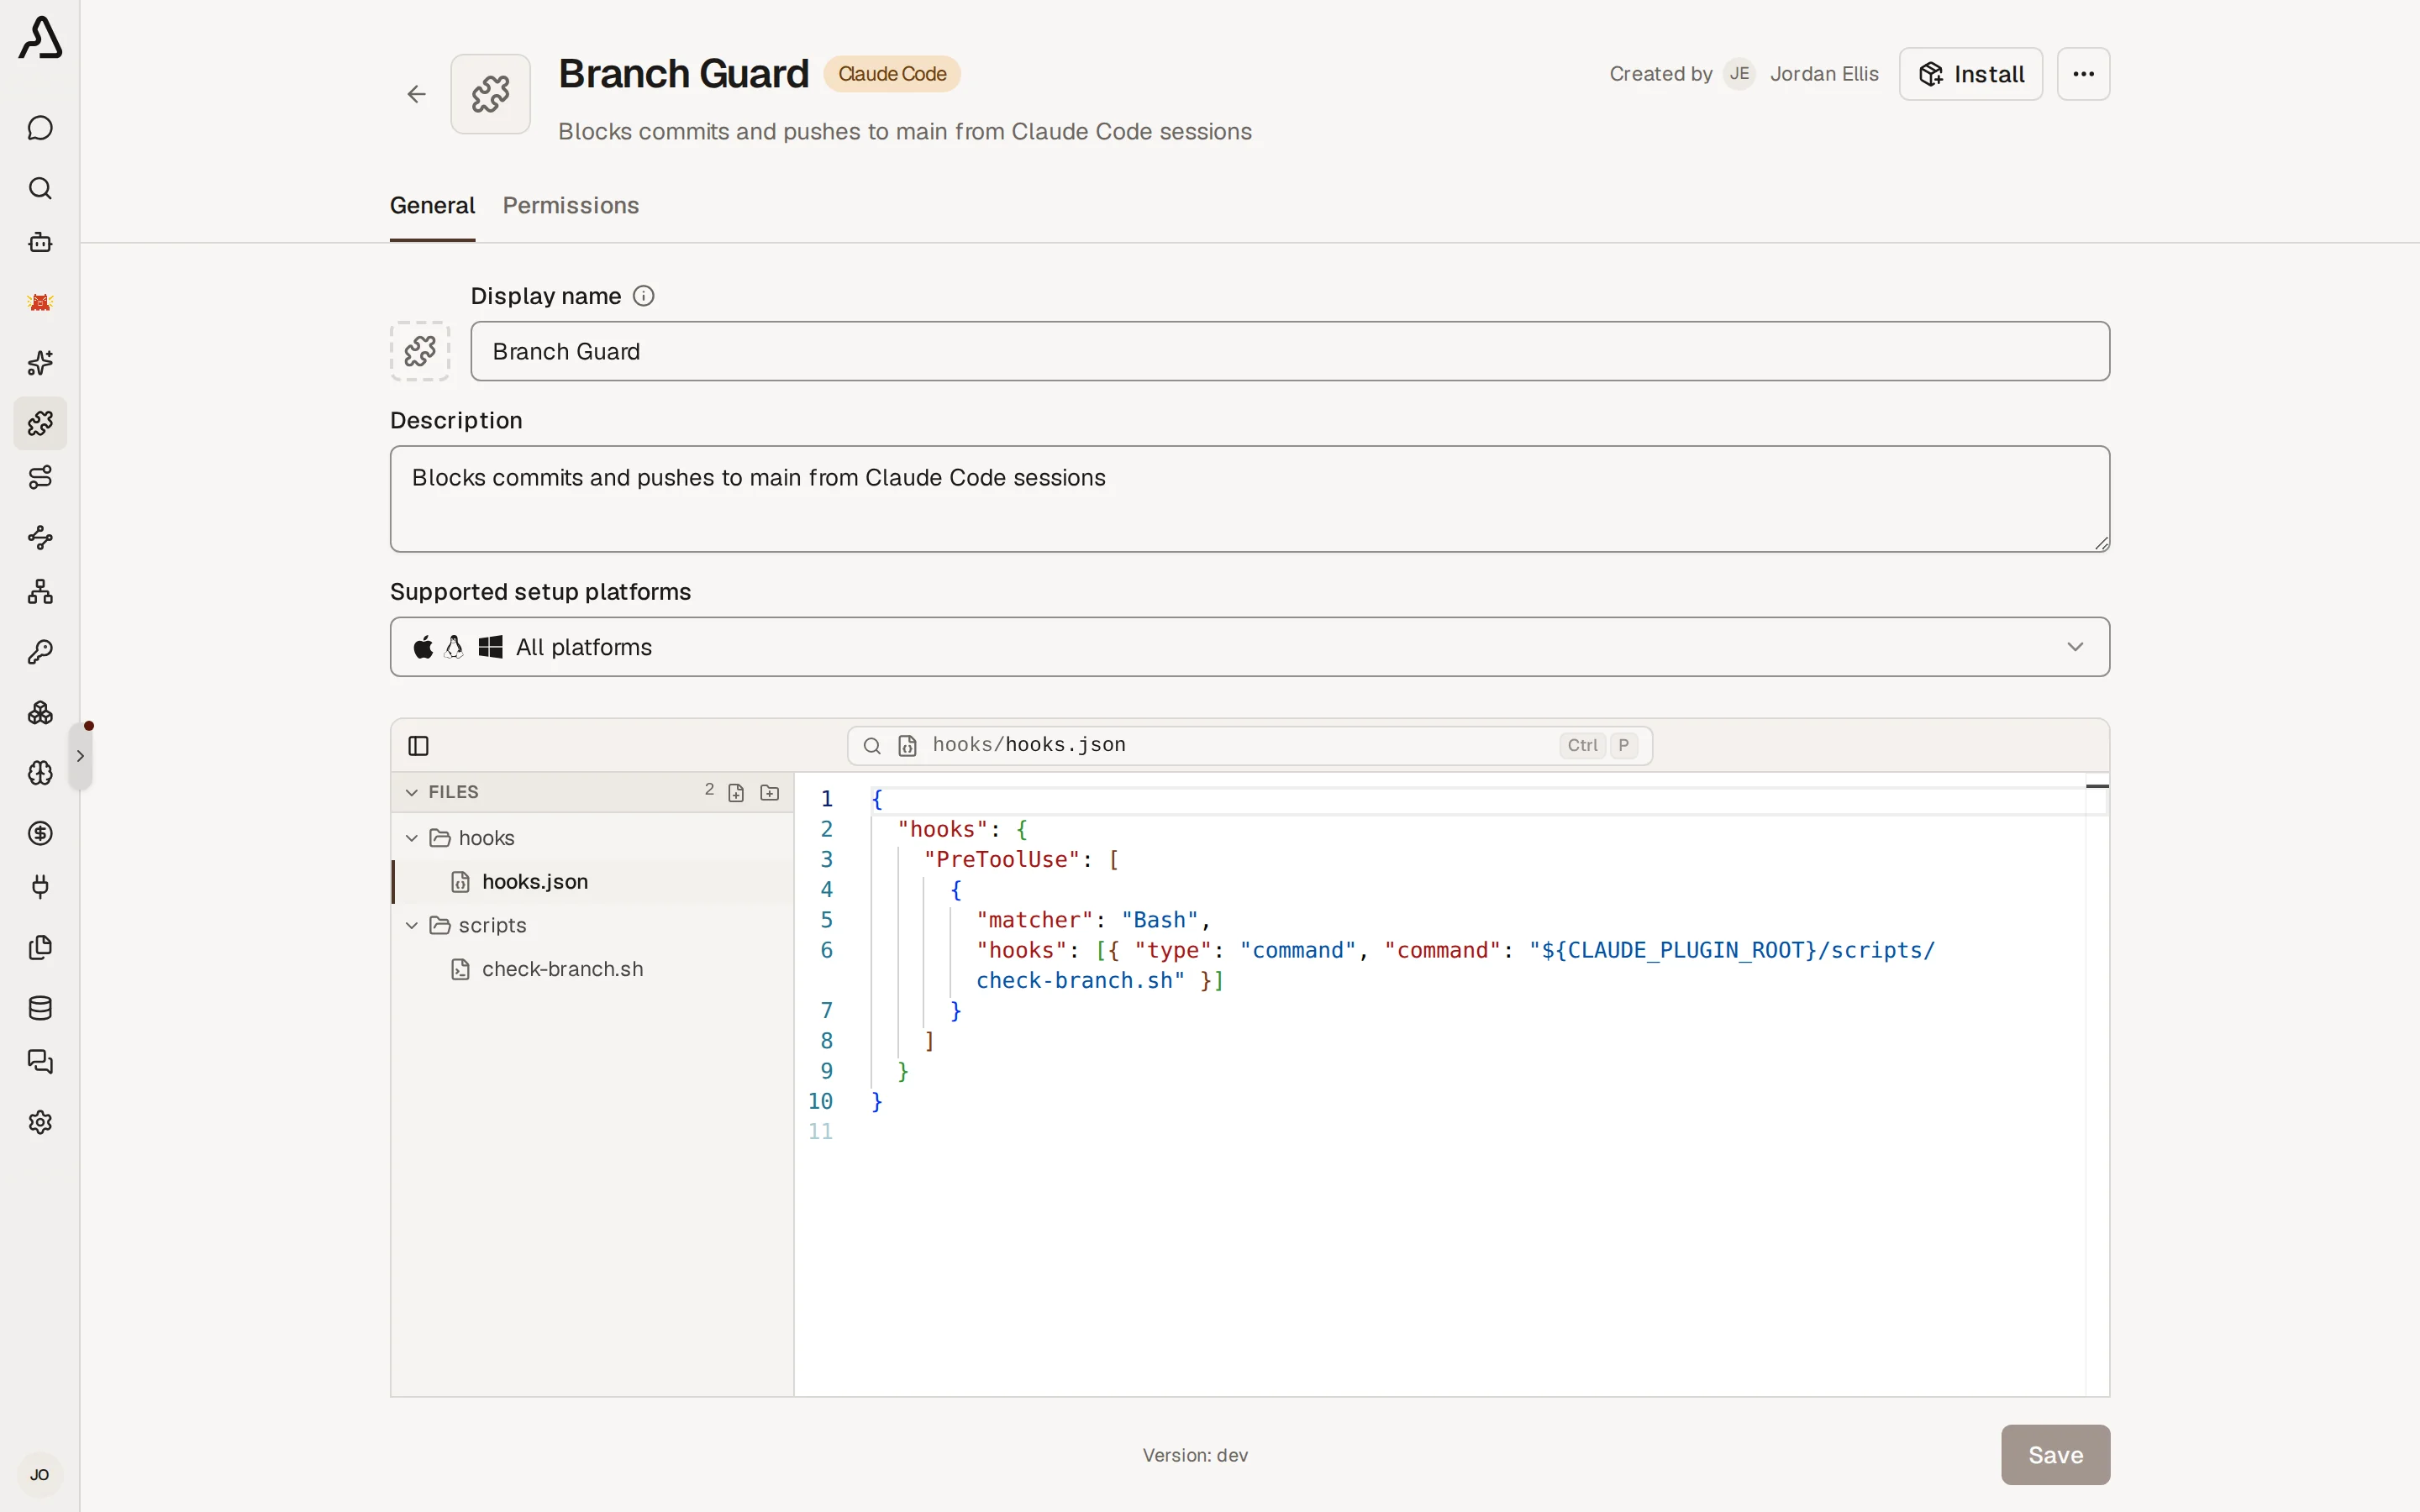 Branch Guard
Claude Code
Created by JE Jordan Ellis
Install
Blocks commits and pushes to main from Claude Code sessions
General
Permissions
Display name
Branch Guard
Description
Blocks commits and pushes to main from Claude Code sessions
Supported setup platforms
All platforms
hooks/hooks.json
Ctrl P
FILES 2
hooks
hooks.json
scripts
check-branch.sh
1 {
2 "hooks": {
3 "PreToolUse": [
4 {
5 "matcher": "Bash",
6 "hooks": [{ "type": "command", "command": "${CLAUDE_PLUGIN_ROOT}/scripts/
check-branch.sh" }]
7 }
8 ]
9 }
10 }
11
JO
Version: dev
Save